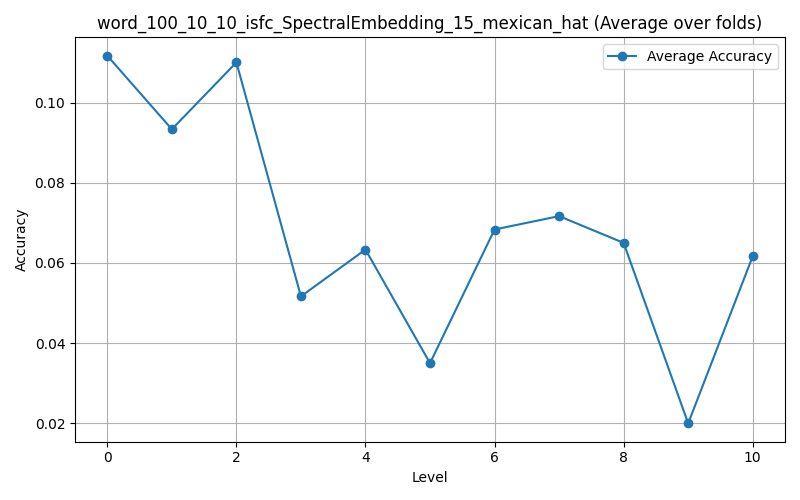 word_100_10_10_isfc_SpectralEmbedding_15_mexican_hat (Average over folds)
Average Accuracy
0.10
0.08
0.06
0.04
0.02
Accuracy
0 2 4 6 8 10
Level